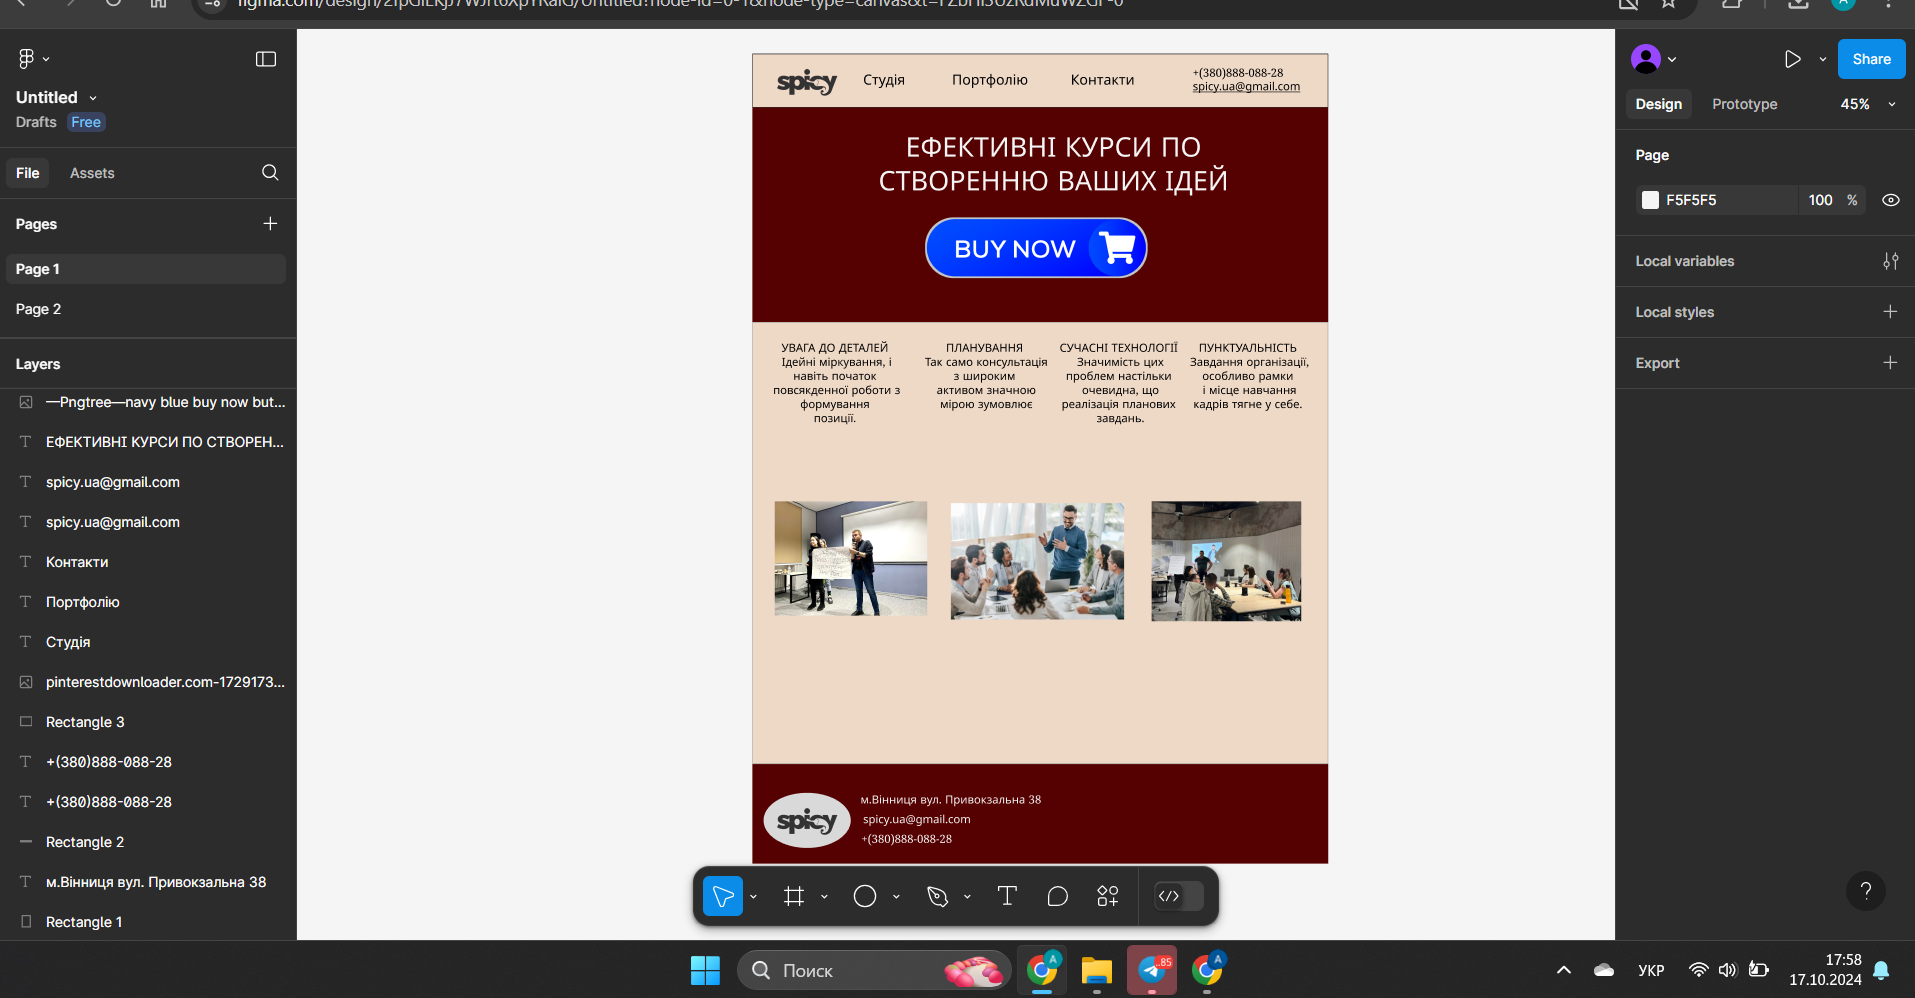 Untitled
Drafts Free
File Assets
Pages
Page 1
Page 2
Layers
—Pngtree—navy blue buy now but...
ЕФЕКТИВНІ КУРСИ ПО СТВОРЕН...
spicy.ua@gmail.com
spicy.ua@gmail.com
Контакти
Портфоліо
Студія
pinterestdownloader.com-1729173...
Rectangle 3
+(380)888-088-28
+(380)888-088-28
Rectangle 2
м.Вінниця вул. Привокзальна 38
Rectangle 1
spicy Студія Портфоліо Контакти
+(380)888-088-28
spicy.ua@gmail.com
ЕФЕКТИВНІ КУРСИ ПО
СТВОРЕННЮ ВАШИХ ІДЕЙ
BUY NOW
УВАГА ДО ДЕТАЛЕЙ
Ідейні міркування, і
навіть початок
повсякденної роботи з
формування
позиції.
ПЛАНУВАННЯ
Так само консультація
з широким
активом значною
мірою зумовлює
СУЧАСНІ ТЕХНОЛОГІЇ
Значимість цих
проблем настільки
очевидна, що
реалізація планових
завдань.
ПУНКТУАЛЬНІСТЬ
Завдання організації,
особливо рамки
і місце навчання
кадрів тягне у себе.
spicy
м.Вінниця вул. Привокзальна 38
spicy.ua@gmail.com
+(380)888-088-28
Share
Design Prototype 45%
Page
F5F5F5 100 %
Local variables
Local styles
Export
?
Поиск
A
..85
A
УКР
17:58
17.10.2024